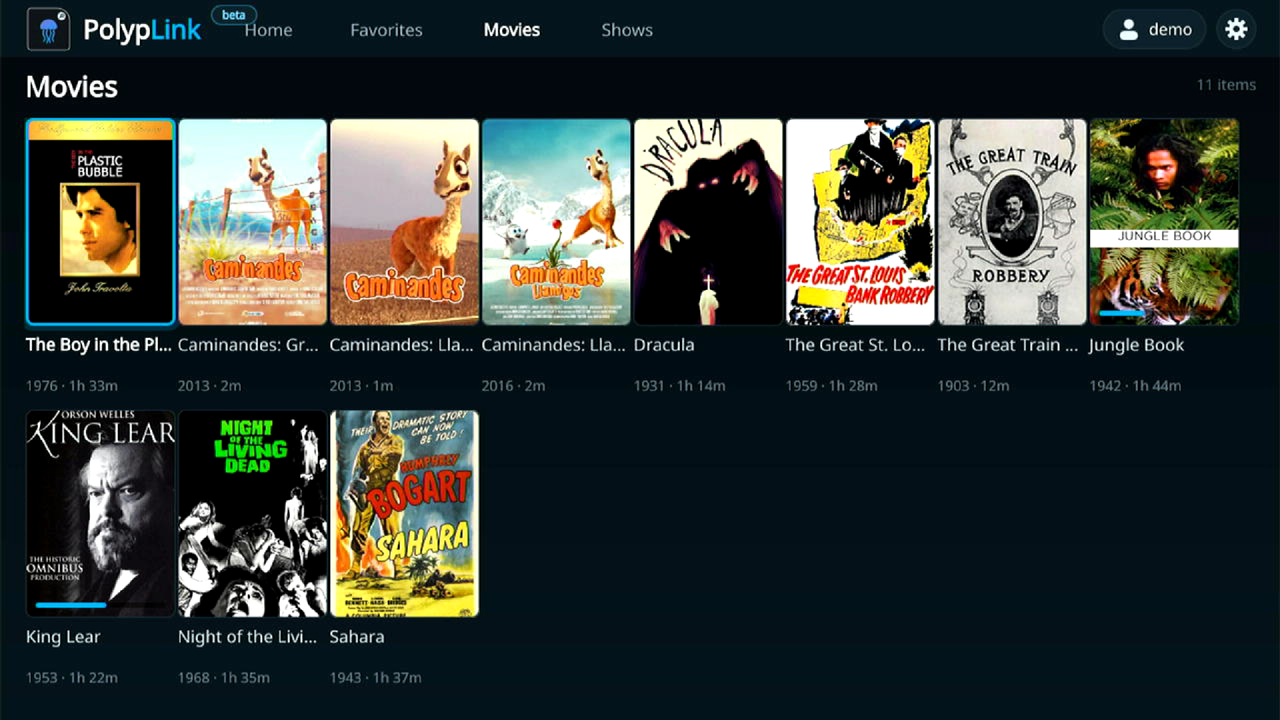 beta
PolypLink
Home
Favorites
Movies
Shows
demo
Movies
11 items
PLASTIC
BUBBLE
John Travolta
Caminandes
Caminandes
Caminandes
Llamigos
DRACULA
THE GREAT ST. LOUIS
BANK ROBBERY
THE GREAT TRAIN
ROBBERY
JUNGLE BOOK
The Boy in the Pl...
Caminandes: Gr...
Caminandes: Lla...
Caminandes: Lla...
Dracula
The Great St. Lo...
The Great Train ...
Jungle Book
1976 · 1h 33m
2013 · 2m
2013 · 1m
2016 · 2m
1931 · 1h 14m
1959 · 1h 28m
1903 · 12m
1942 · 1h 44m
ORSON WELLES
KING LEAR
THE HISTORIC
OMNIBUS
PRODUCTION
NIGHT
OF THE
LIVING
DEAD
THEIR DRAMATIC STORY
CAN NOW
BE TOLD!
HUMPHREY
BOGART
SAHARA
BENNETT NASH BRIDGES
A COLUMBIA PICTURE
King Lear
Night of the Livi...
Sahara
1953 · 1h 22m
1968 · 1h 35m
1943 · 1h 37m